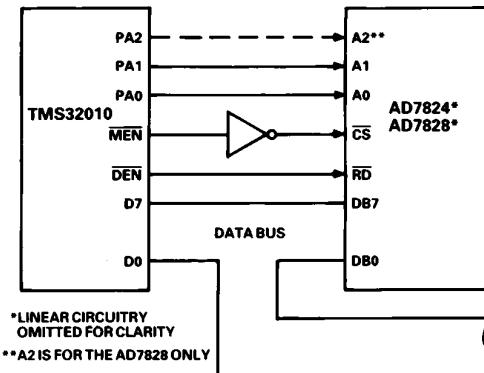 PA2
A2**
PA1
A1
PA0
A0
TMS32010
AD7824*
AD7828*
MEN
CS
DEN
RD
D7
DB7
DATA BUS
D0
DB0
*LINEAR CIRCUITRY
OMITTED FOR CLARITY
**A2 IS FOR THE AD7828 ONLY